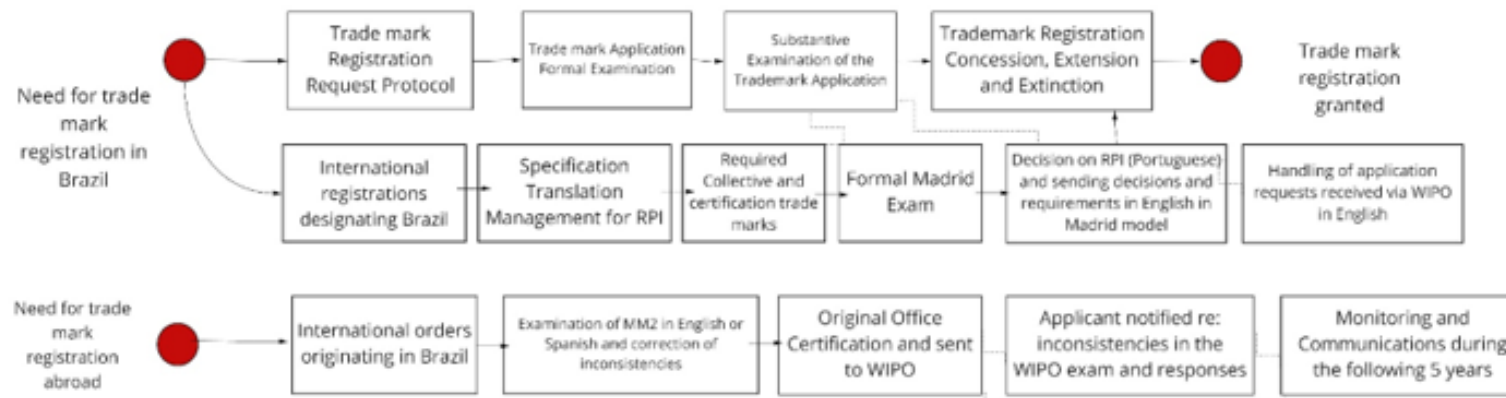 Need for trade
mark
registration in
Brazil
Trade mark
Registration
Request Protocol
Trade mark Application
Formal Examination
Substantive
Examination of the
Trademark Application
Trademark Registration
Concession, Extension
and Extinction
Trade mark
registration
granted
International
registrations
designating Brazil
Specification
Translation
Management for RPI
Required
Collective and
certification trade
marks
Formal Madrid
Exam
Decision on RPI (Portuguese)
and sending decisions and
requirements in English in
Madrid model
Handling of application
requests received via WIPO
in English
Need for trade
mark
registration
abroad
International orders
originating in Brazil
Examination of MM2 in English or
Spanish and correction of
inconsistencies
Original Office
Certification and sent
to WIPO
Applicant notified re:
inconsistencies in the
WIPO exam and responses
Monitoring and
Communications during
the following 5 years